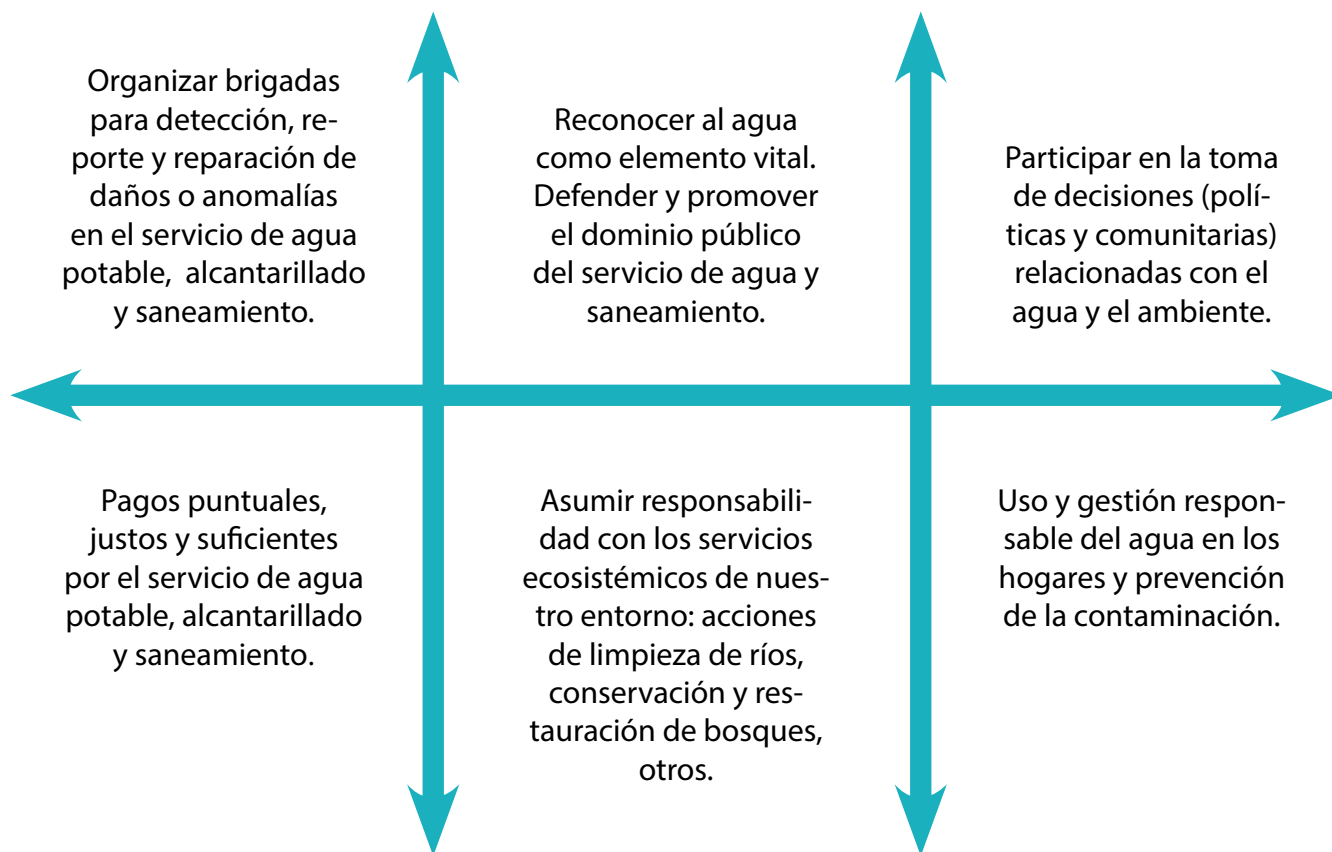 Organizar brigadas
para detección, re-
porte y reparación de
daños o anomalías
en el servicio de agua
potable,  alcantarillado
y saneamiento.
Reconocer al agua
como elemento vital.
Defender y promover
el dominio público
del servicio de agua y
saneamiento.
Participar en la toma
de decisiones (polí-
ticas y comunitarias)
relacionadas con el
agua y el ambiente.
Pagos puntuales,
justos y suficientes
por el servicio de agua
potable, alcantarillado
y saneamiento.
Asumir responsabili-
dad con los servicios
ecosistémicos de nues-
tro entorno: acciones
de limpieza de ríos,
conservación y res-
tauración de bosques,
otros.
Uso y gestión respon-
sable del agua en los
hogares y prevención
de la contaminación.